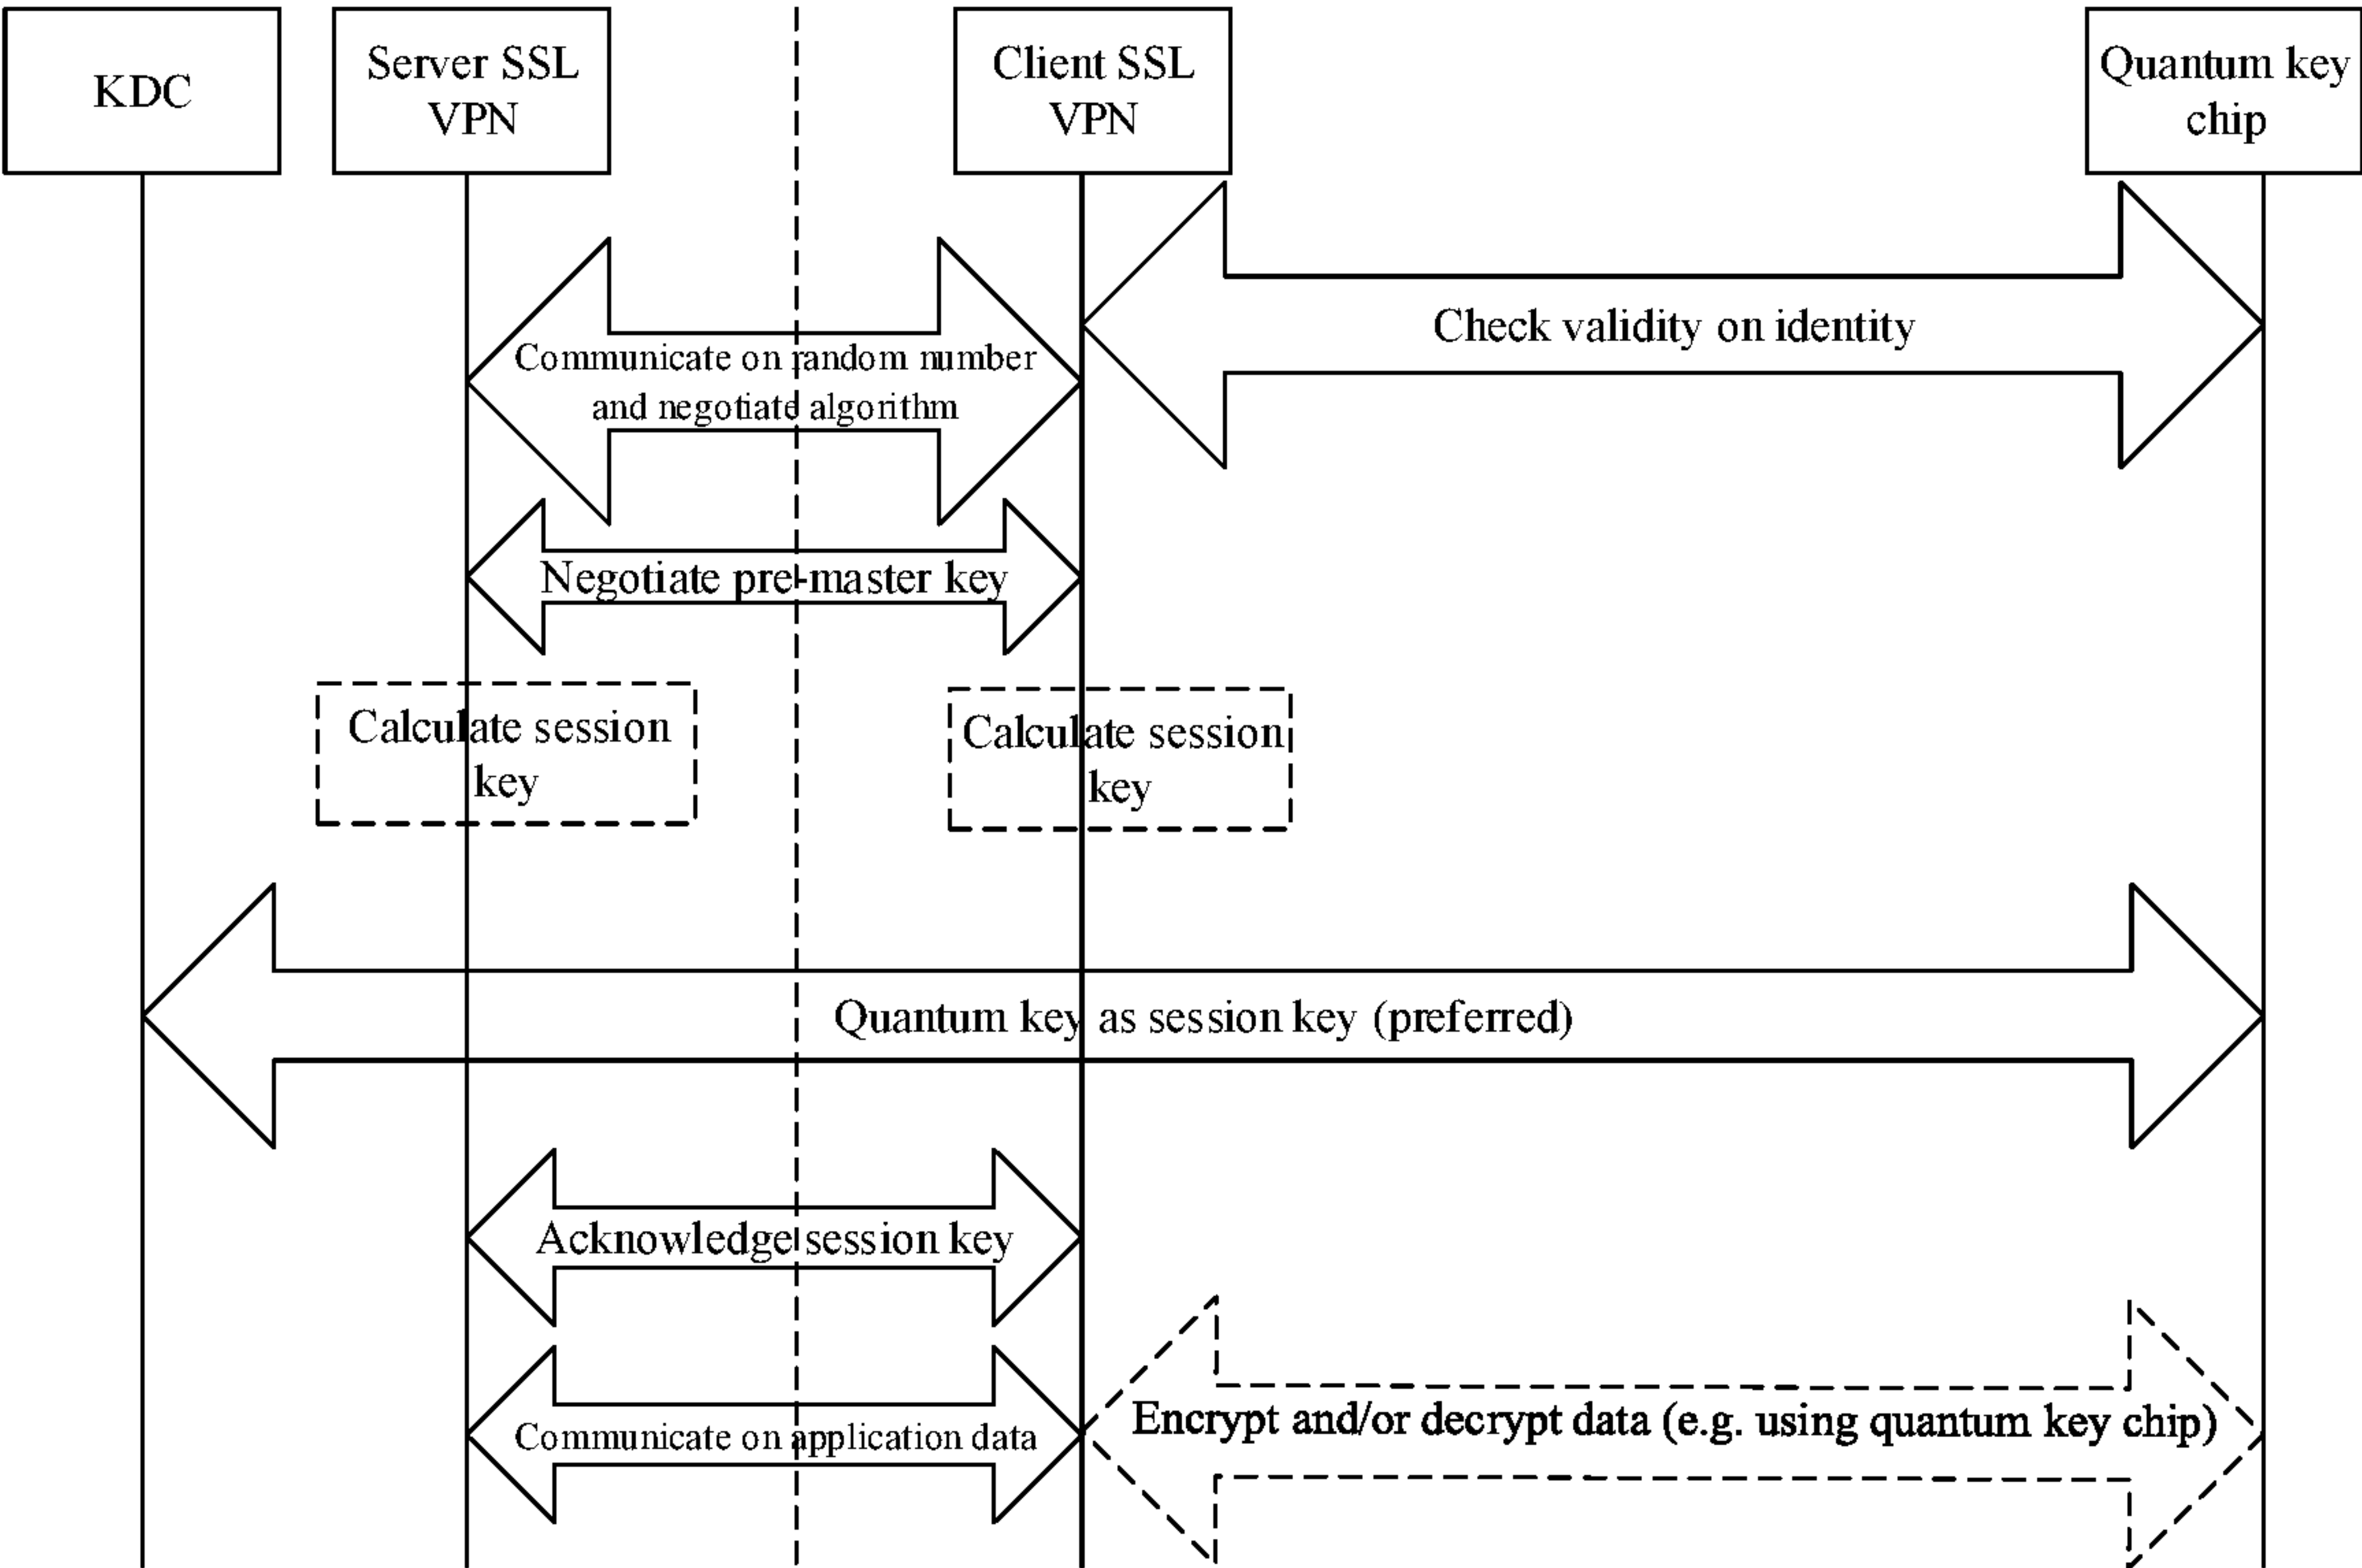 KDC
Server SSL
VPN
Client SSL
VPN
Quantum key
chip
Check validity on identity
Communicate on random number
and negotiate algorithm
Negotiate pre-master key
Calculate session
key
Calculate session
key
Quantum key as session key (preferred)
Acknowledge session key
Communicate on application data
Encrypt and/or decrypt data (e.g. using quantum key chip)